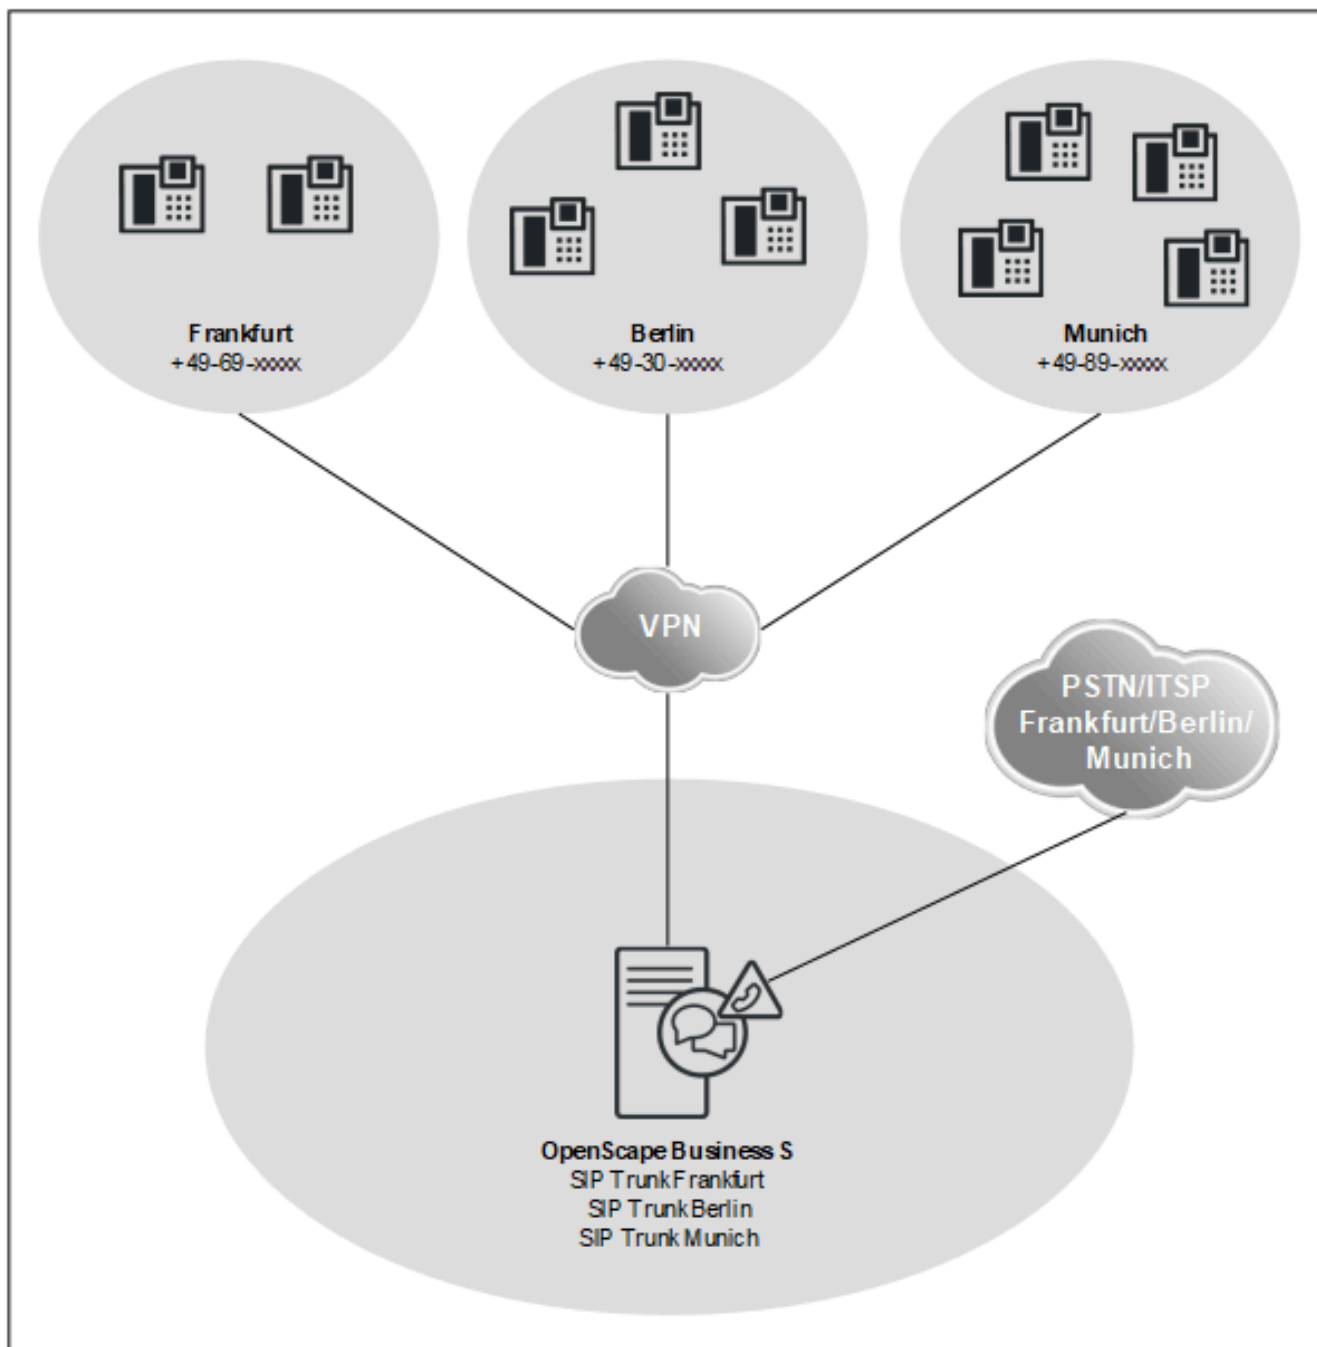 Frankfurt
+49-69-xxxxx
Berlin
+49-30-xxxxx
Munich
+49-89-xxxxx
VPN
PSTN/ITSP
Frankfurt/Berlin/
Munich
OpenScape Business S
SIP Trunk Frankfurt
SIP Trunk Berlin
SIP Trunk Munich